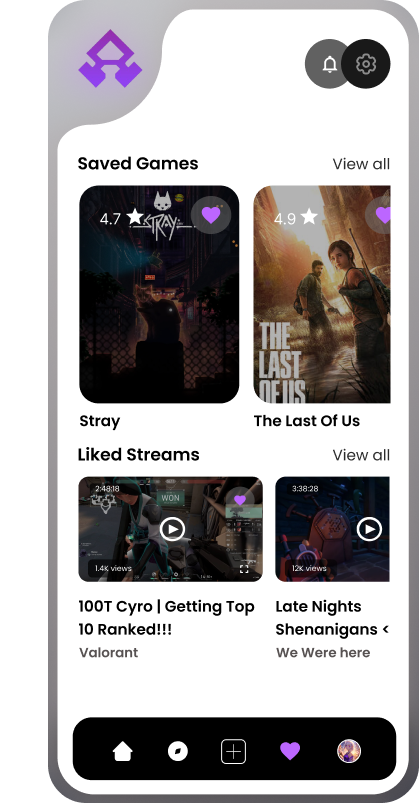 Saved Games
View all
4.7
STRAY
4.9
THE
LAST
OF US
Stray
The Last Of Us
Liked Streams
View all
2:48:18
WON
1.4K views
3:38:28
12K views
100T Cyro | Getting Top
10 Ranked!!!
Valorant
Late Nights
Shenanigans <
We Were here